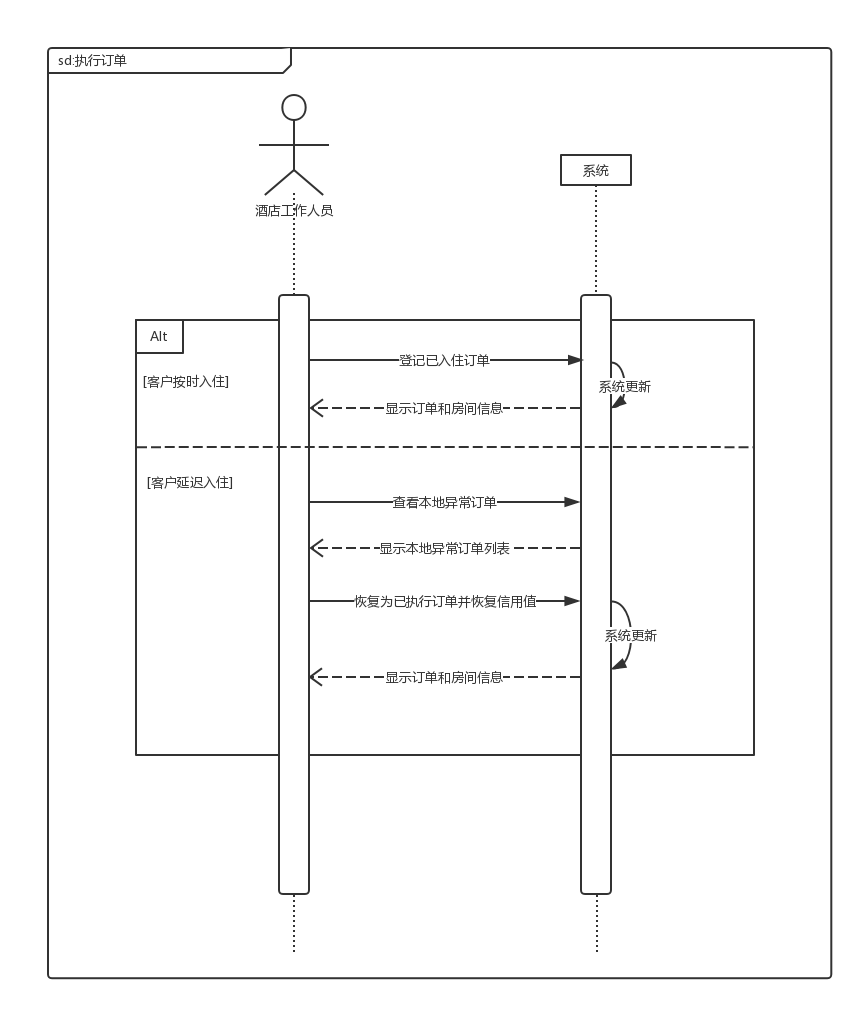 sd:执行订单
酒店工作人员
系统
Alt
[客户按时入住]
登记已入住订单
系统更新
显示订单和房间信息
[客户延迟入住]
查看本地异常订单
显示本地异常订单列表
恢复为已执行订单并恢复信用值
系统更新
显示订单和房间信息